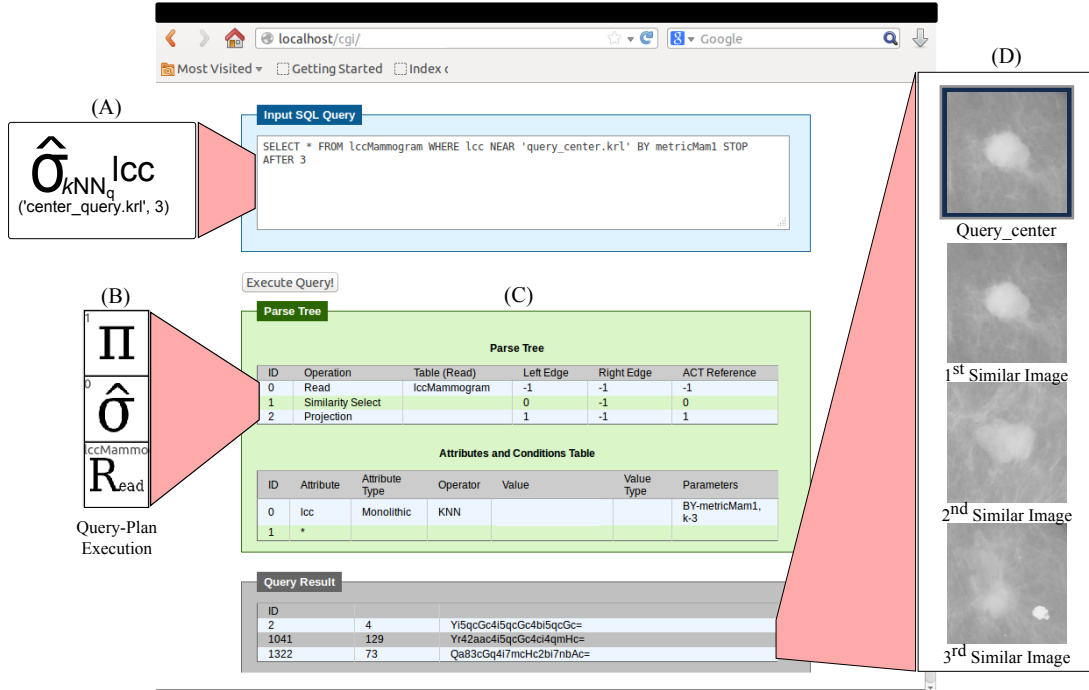 localhost/cgi/
Google
Most Visited
Getting Started
Index
(A)
σ̂ kNNq lcc
('center_query.krl', 3)
Input SQL Query
SELECT * FROM lccMammogram WHERE lcc NEAR 'query_center.krl' BY metricMam1 STOP
AFTER 3
Execute Query!
(B)
1
Π
0
σ̂
lccMammo
Read
Query-Plan
Execution
(C)
Parse Tree
Parse Tree
ID Operation Table (Read) Left Edge Right Edge ACT Reference
0 Read lccMammogram -1 -1 -1
1 Similarity Select 0 -1 0
2 Projection 1 -1 1
Attributes and Conditions Table
ID Attribute Attribute Type Operator Value Value Type Parameters
0 lcc Monolithic KNN BY-metricMam1, k-3
1 *
Query Result
ID
2 4 Yi5qcGc4i5qcGc4bi5qcGc=
1041 129 Yr42aac4i5qcGc4ci4qmHc=
1322 73 Qa83cGq4i7mcHc2bi7nbAc=
(D)
Query_center
1st Similar Image
2nd Similar Image
3rd Similar Image